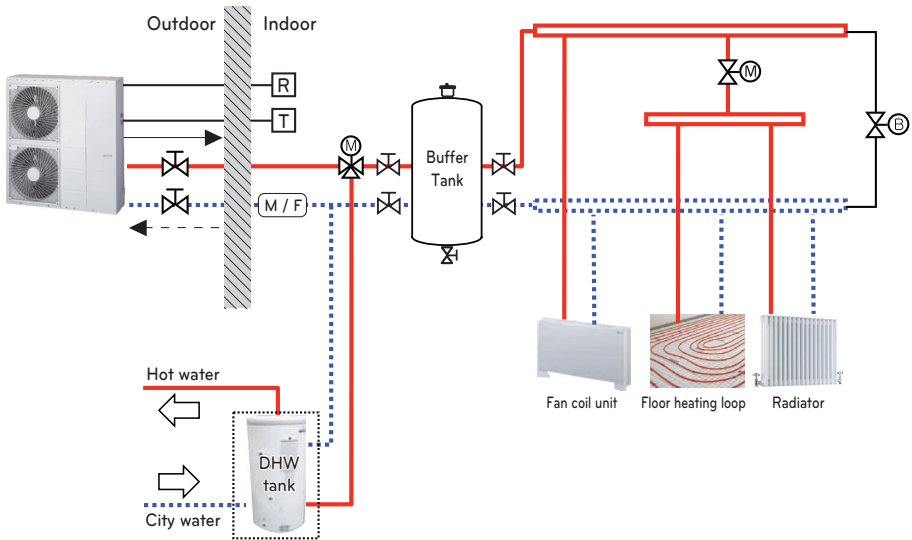 Outdoor
Indoor
R
T
M
Buffer
Tank
M
B
M / F
Hot water
DHW
tank
City water
Fan coil unit
Floor heating loop
Radiator